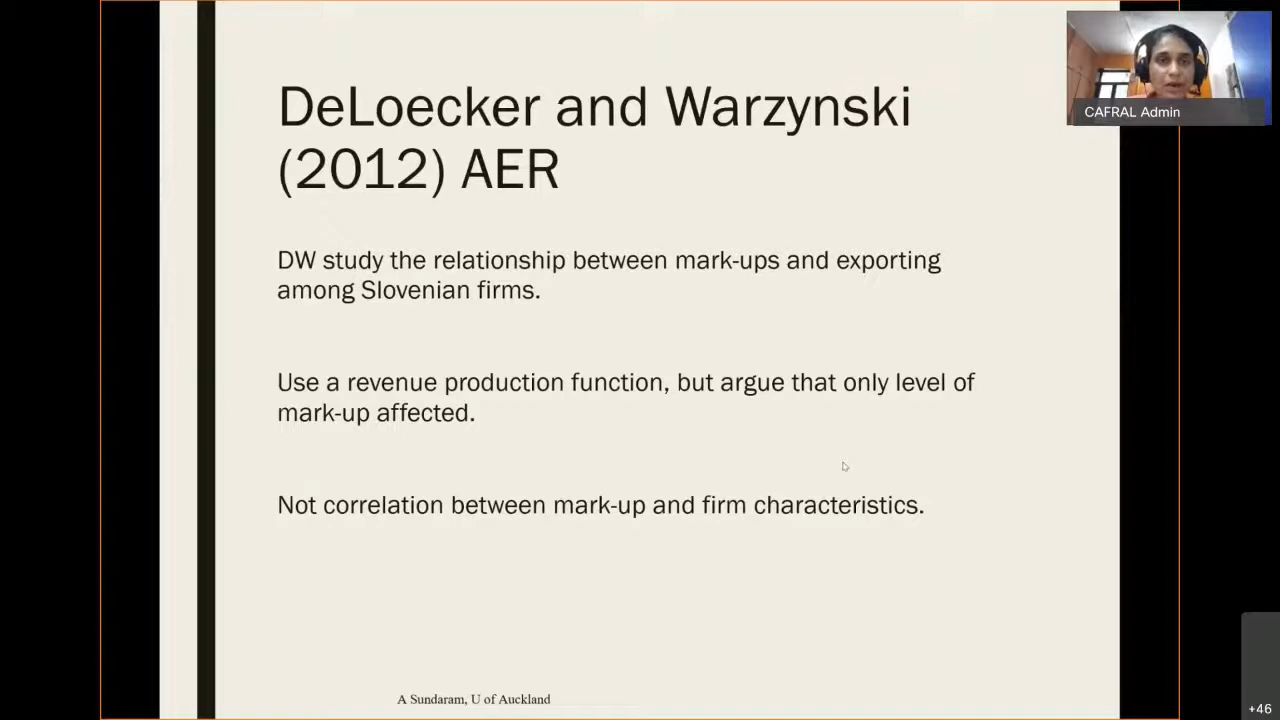 DeLoecker and Warzynski
(2012) AER
CAFRAL Admin
DW study the relationship between mark-ups and exporting
among Slovenian firms.
Use a revenue production function, but argue that only level of
mark-up affected.
Not correlation between mark-up and firm characteristics.
A Sundaram, U of Auckland
+46